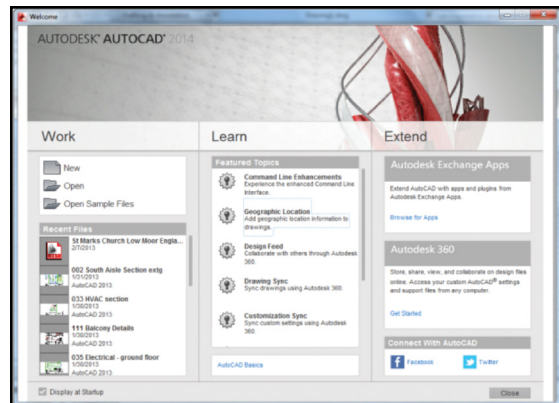 Welcome
AUTODESK® AUTOCAD® 2014
Work
New
Open
Open Sample Files
Recent Files
St Marks Church Low Moor Engla...
2/7/2013
002 South Aisle Section extg
1/31/2013
AutoCAD 2013
033 HVAC section
1/30/2013
AutoCAD 2013
111 Balcony Details
1/30/2013
AutoCAD 2013
035 Electrical - ground floor
1/30/2013
AutoCAD 2013
Learn
Featured Topics
Command Line Enhancements
Experience the enhanced Command Line
Interface.
Geographic Location
Add geographic location information to
drawings.
Design Feed
Collaborate with others through Autodesk
360.
Drawing Sync
Sync drawings using Autodesk 360.
Customization Sync
Sync custom settings using Autodesk
360.
AutoCAD Basics
Extend
Autodesk Exchange Apps
Extend AutoCAD with apps and plugins from
Autodesk Exchange Apps.
Browse for Apps
Autodesk 360
Store, share, view, and collaborate on design files
online. Access your custom AutoCAD® settings
and support files from any computer.
Get Started
Connect With AutoCAD
Facebook
Twitter
Display at Startup
Close